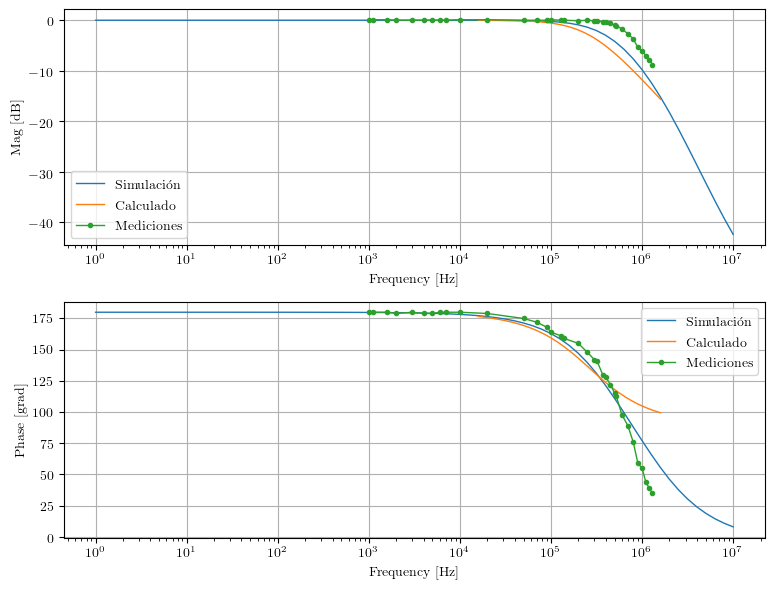 0
−10
−20
−30
−40
Mag [dB]
Simulación
Calculado
Mediciones
10^0 10^1 10^2 10^3 10^4 10^5 10^6 10^7
Frequency [Hz]
175
150
125
100
75
50
25
0
Phase [grad]
Simulación
Calculado
Mediciones
10^0 10^1 10^2 10^3 10^4 10^5 10^6 10^7
Frequency [Hz]